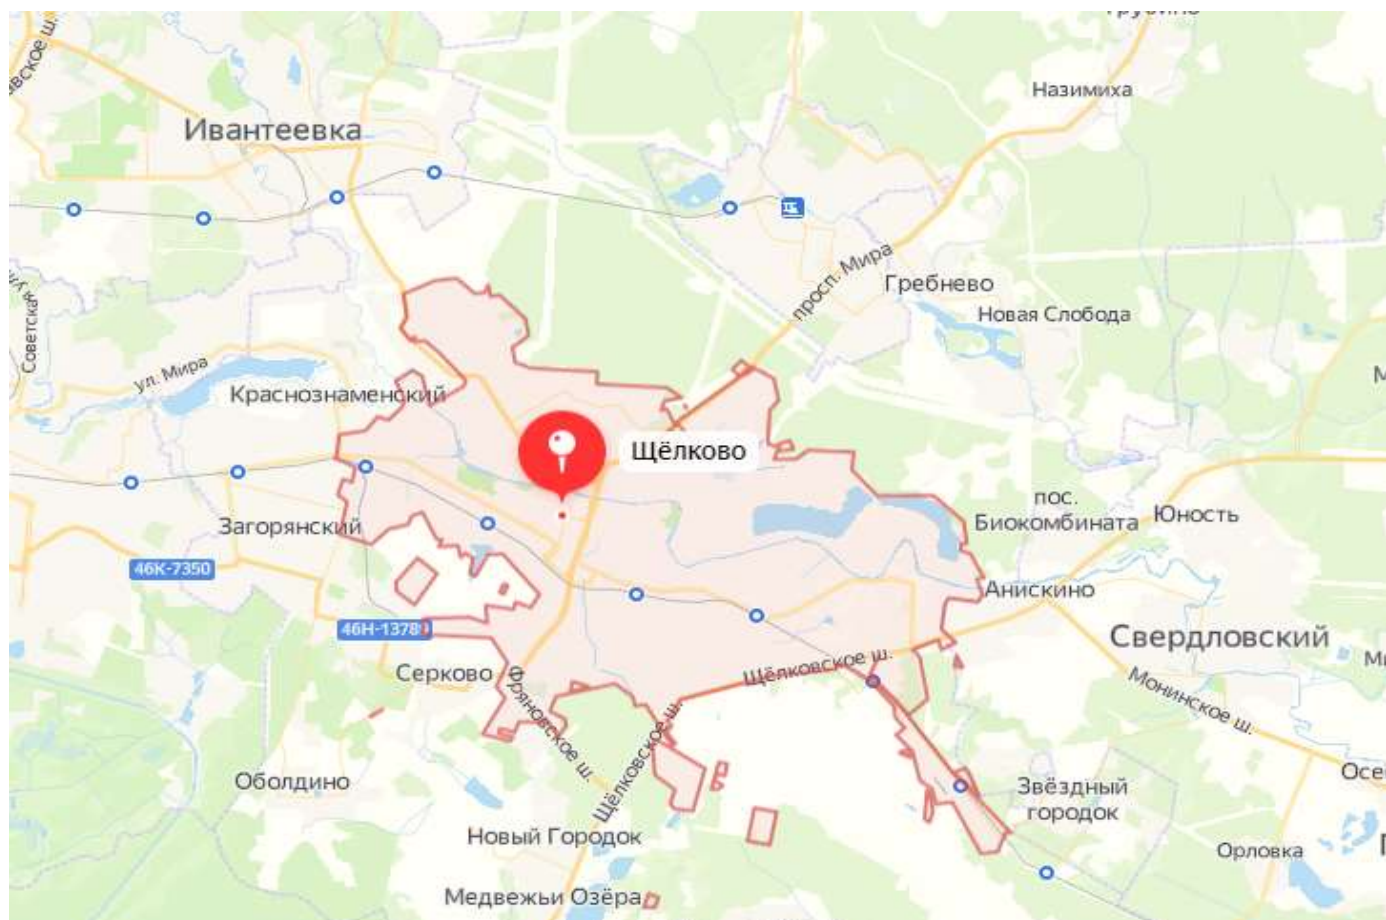 Назимиха
Ивантеевка
просп. Мира
Гребнево
Новая Слобода
Советская
ул. Мира
Краснознаменский
Щёлково
пос.
Биокомбината
Юность
Загорянский
46К-7350
Анискино
46Н-1378
Свердловский
Серково
Щёлковское ш.
Фряновское ш.
Монинское ш.
Щёлковское ш.
Оболдино
Звёздный
городок
Новый Городок
Орловка
Медвежьи Озёра